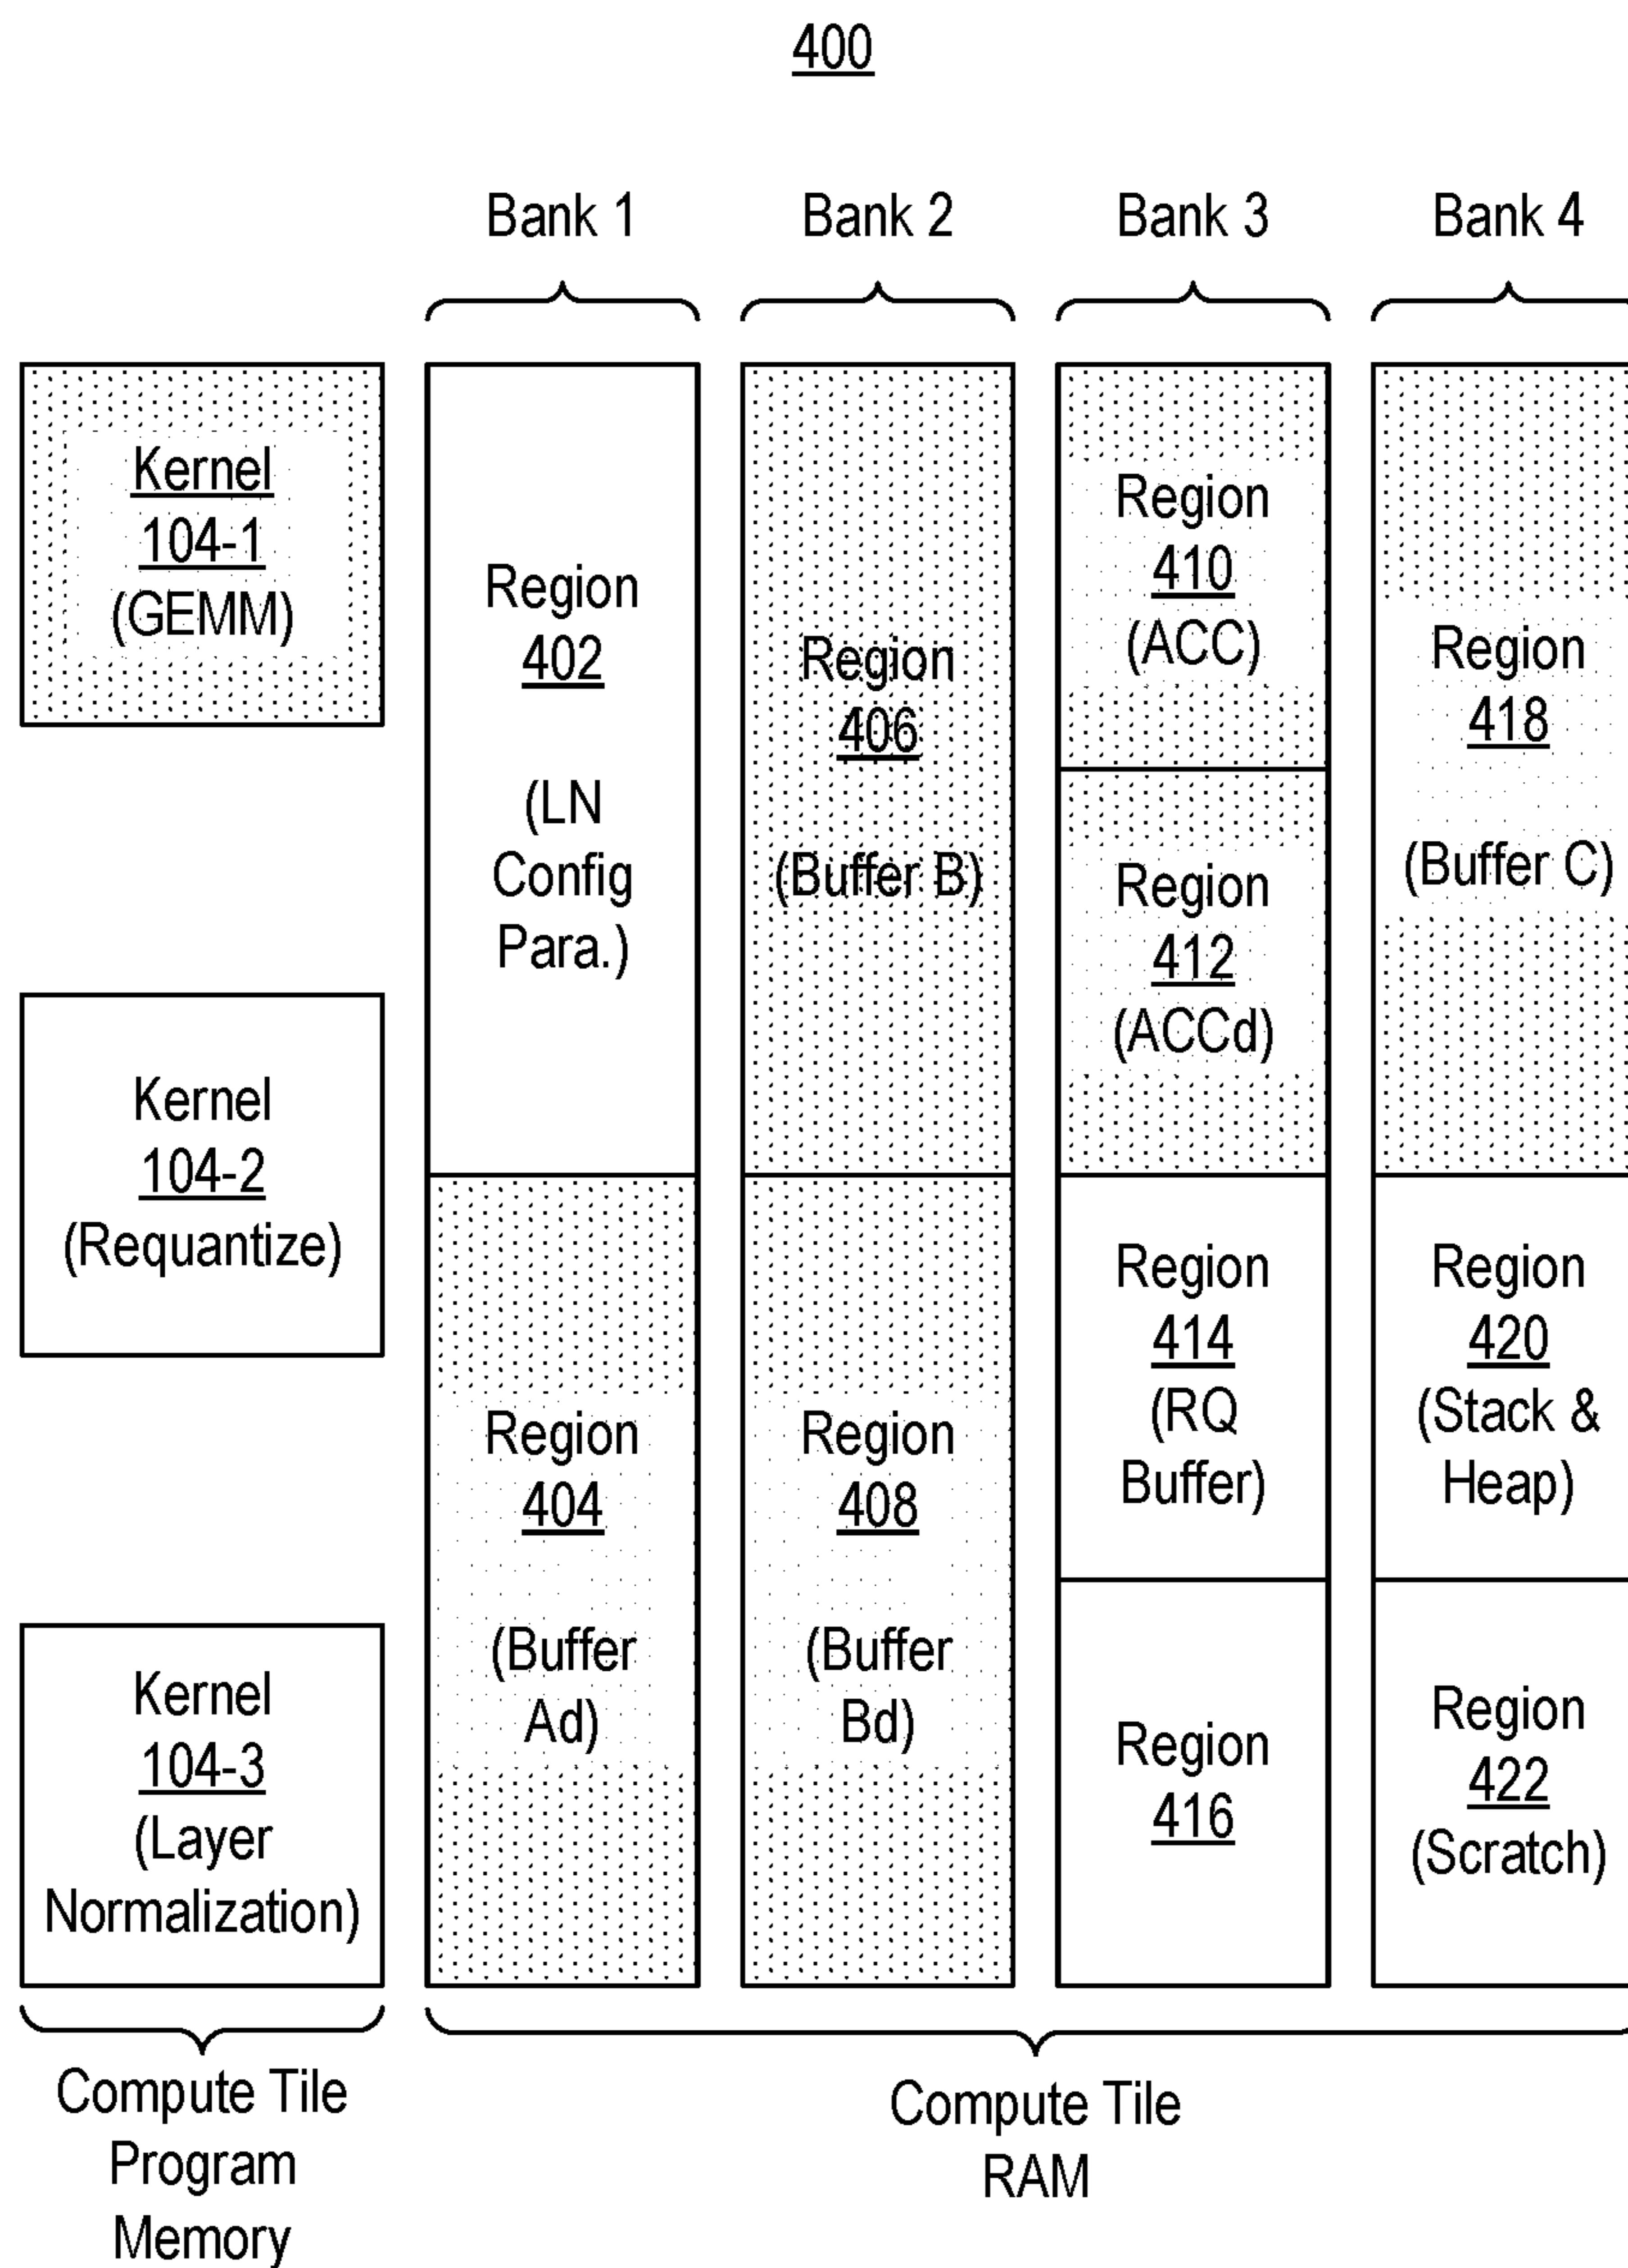 400
Bank 1
Bank 2
Bank 3
Bank 4
Kernel
104-1
(GEMM)
Kernel
104-2
(Requantize)
Kernel
104-3
(Layer
Normalization)
Region
402
(LN
Config
Para.)
Region
404
(Buffer
Ad)
Region
406
(Buffer B)
Region
408
(Buffer
Bd)
Region
410
(ACC)
Region
412
(ACCd)
Region
414
(RQ
Buffer)
Region
416
Region
418
(Buffer C)
Region
420
(Stack &
Heap)
Region
422
(Scratch)
Compute Tile
Program
Memory
Compute Tile
RAM